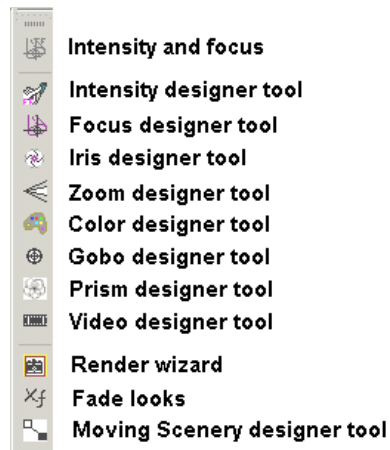 Intensity and focus
Intensity designer tool
Focus designer tool
Iris designer tool
Zoom designer tool
Color designer tool
Gobo designer tool
Prism designer tool
Video designer tool
Render wizard
Xf Fade looks
Moving Scenery designer tool